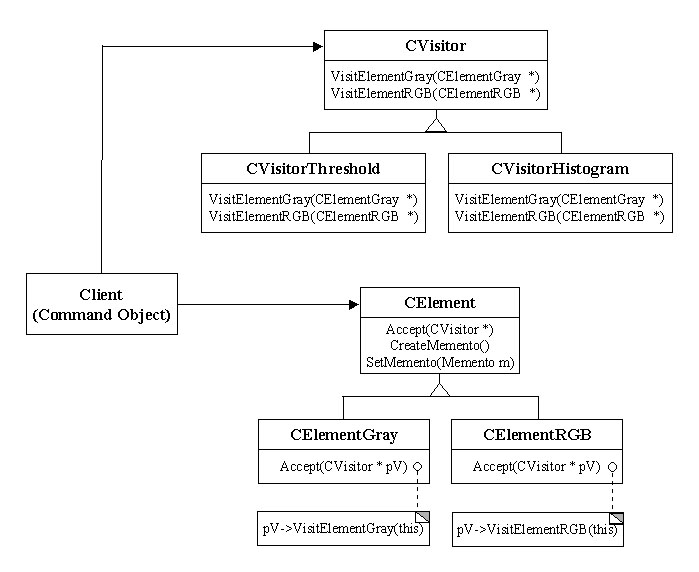 CVisitor
VisitElementGray(CElementGray *)
VisitElementRGB(CElementRGB *)
CVisitorThreshold
VisitElementGray(CElementGray *)
VisitElementRGB(CElementRGB *)
CVisitorHistogram
VisitElementGray(CElementGray *)
VisitElementRGB(CElementRGB *)
Client
(Command Object)
CElement
Accept(CVisitor *)
CreateMemento()
SetMemento(Memento m)
CElementGray
Accept(CVisitor * pV)
pV->VisitElementGray(this)
CElementRGB
Accept(CVisitor * pV)
pV->VisitElementRGB(this)